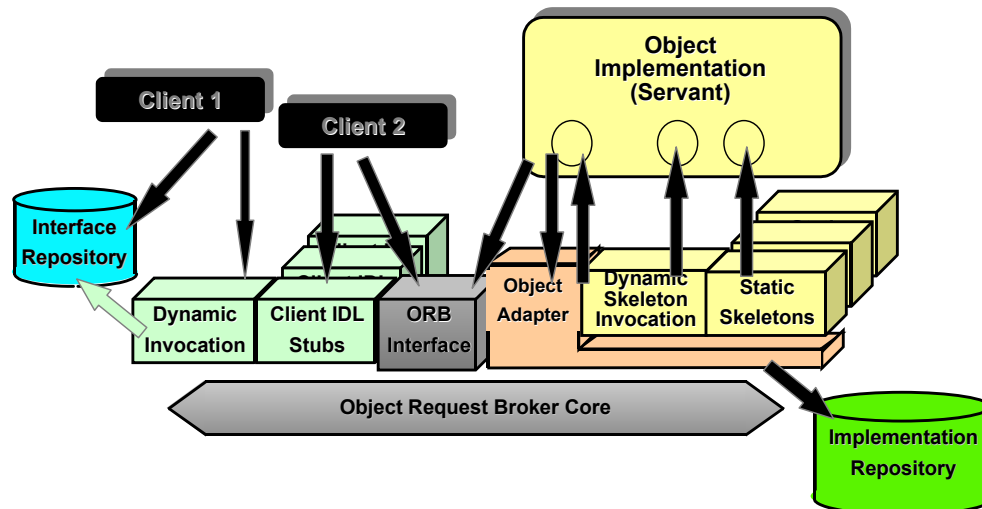 Object
Implementation
(Servant)
Client 1
Client 2
Interface
Repository
Dynamic
Invocation
Client IDL
Stubs
ORB
Interface
Object
Adapter
Dynamic
Skeleton
Invocation
Static
Skeletons
Object Request Broker Core
Implementation
Repository